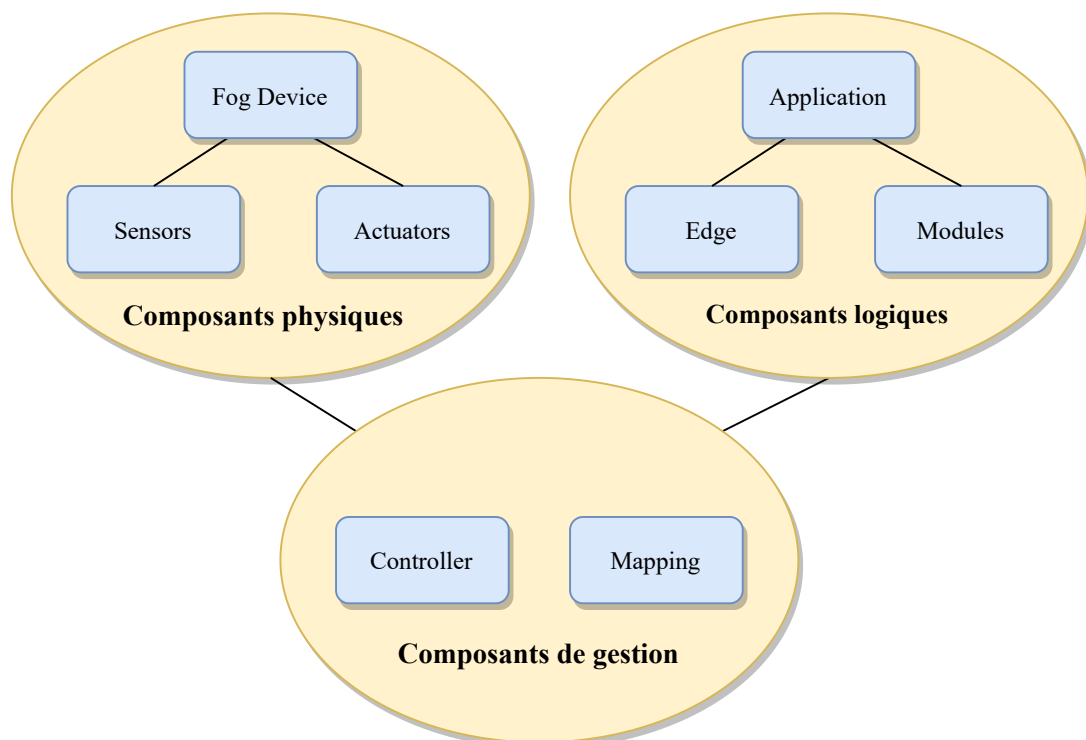 Fog Device
Sensors
Actuators
Composants physiques
Application
Edge
Modules
Composants logiques
Controller
Mapping
Composants de gestion